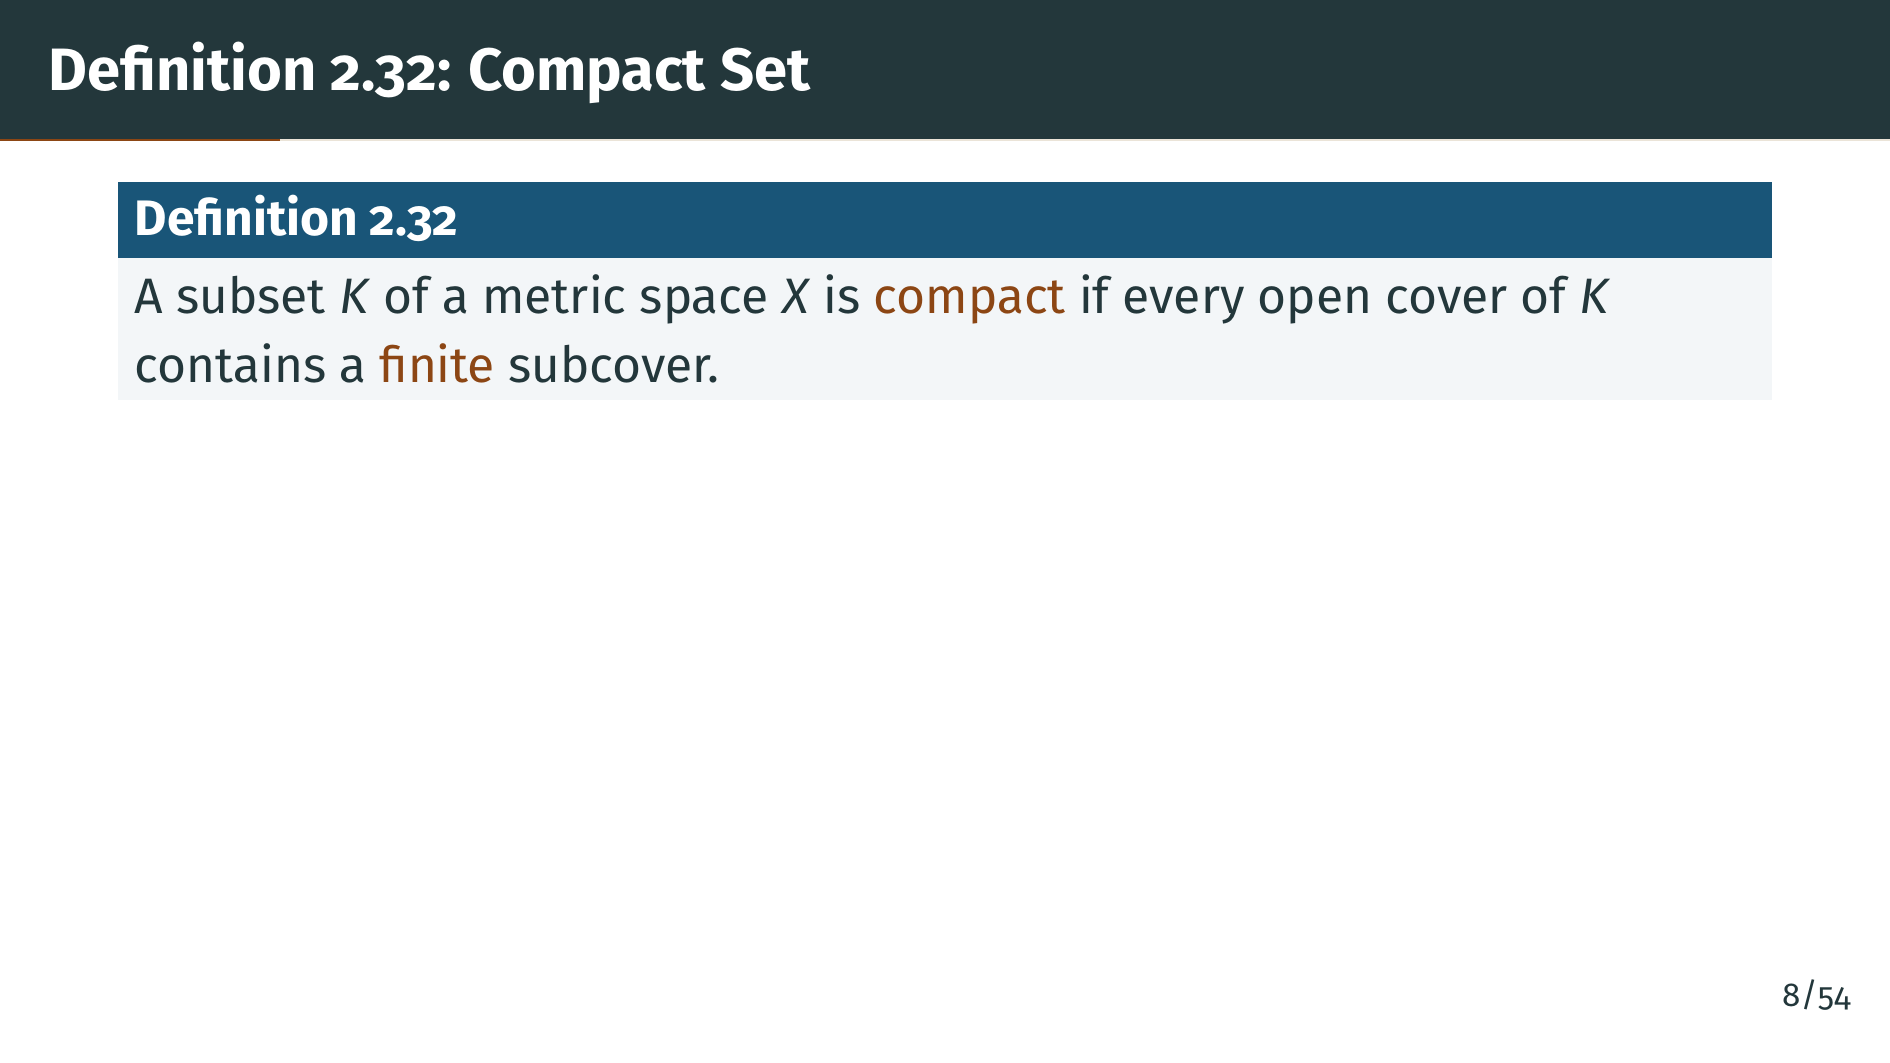 Definition 2.32: Compact Set
Definition 2.32
A subset K of a metric space X is compact if every open cover of K
contains a finite subcover.
8/54